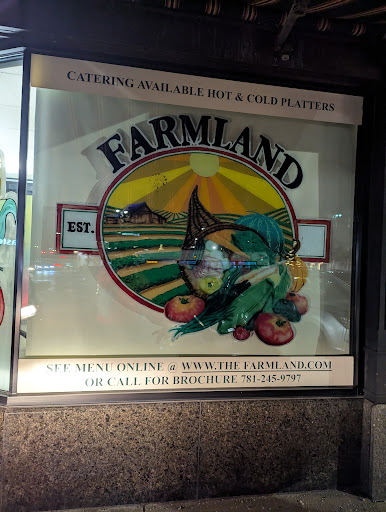 CATERING AVAILABLE HOT & COLD PLATTERS
FARMLAND
EST.
SEE MENU ONLINE @ WWW.THE FARMLAND.COM
OR CALL FOR BROCHURE 781-245-9797